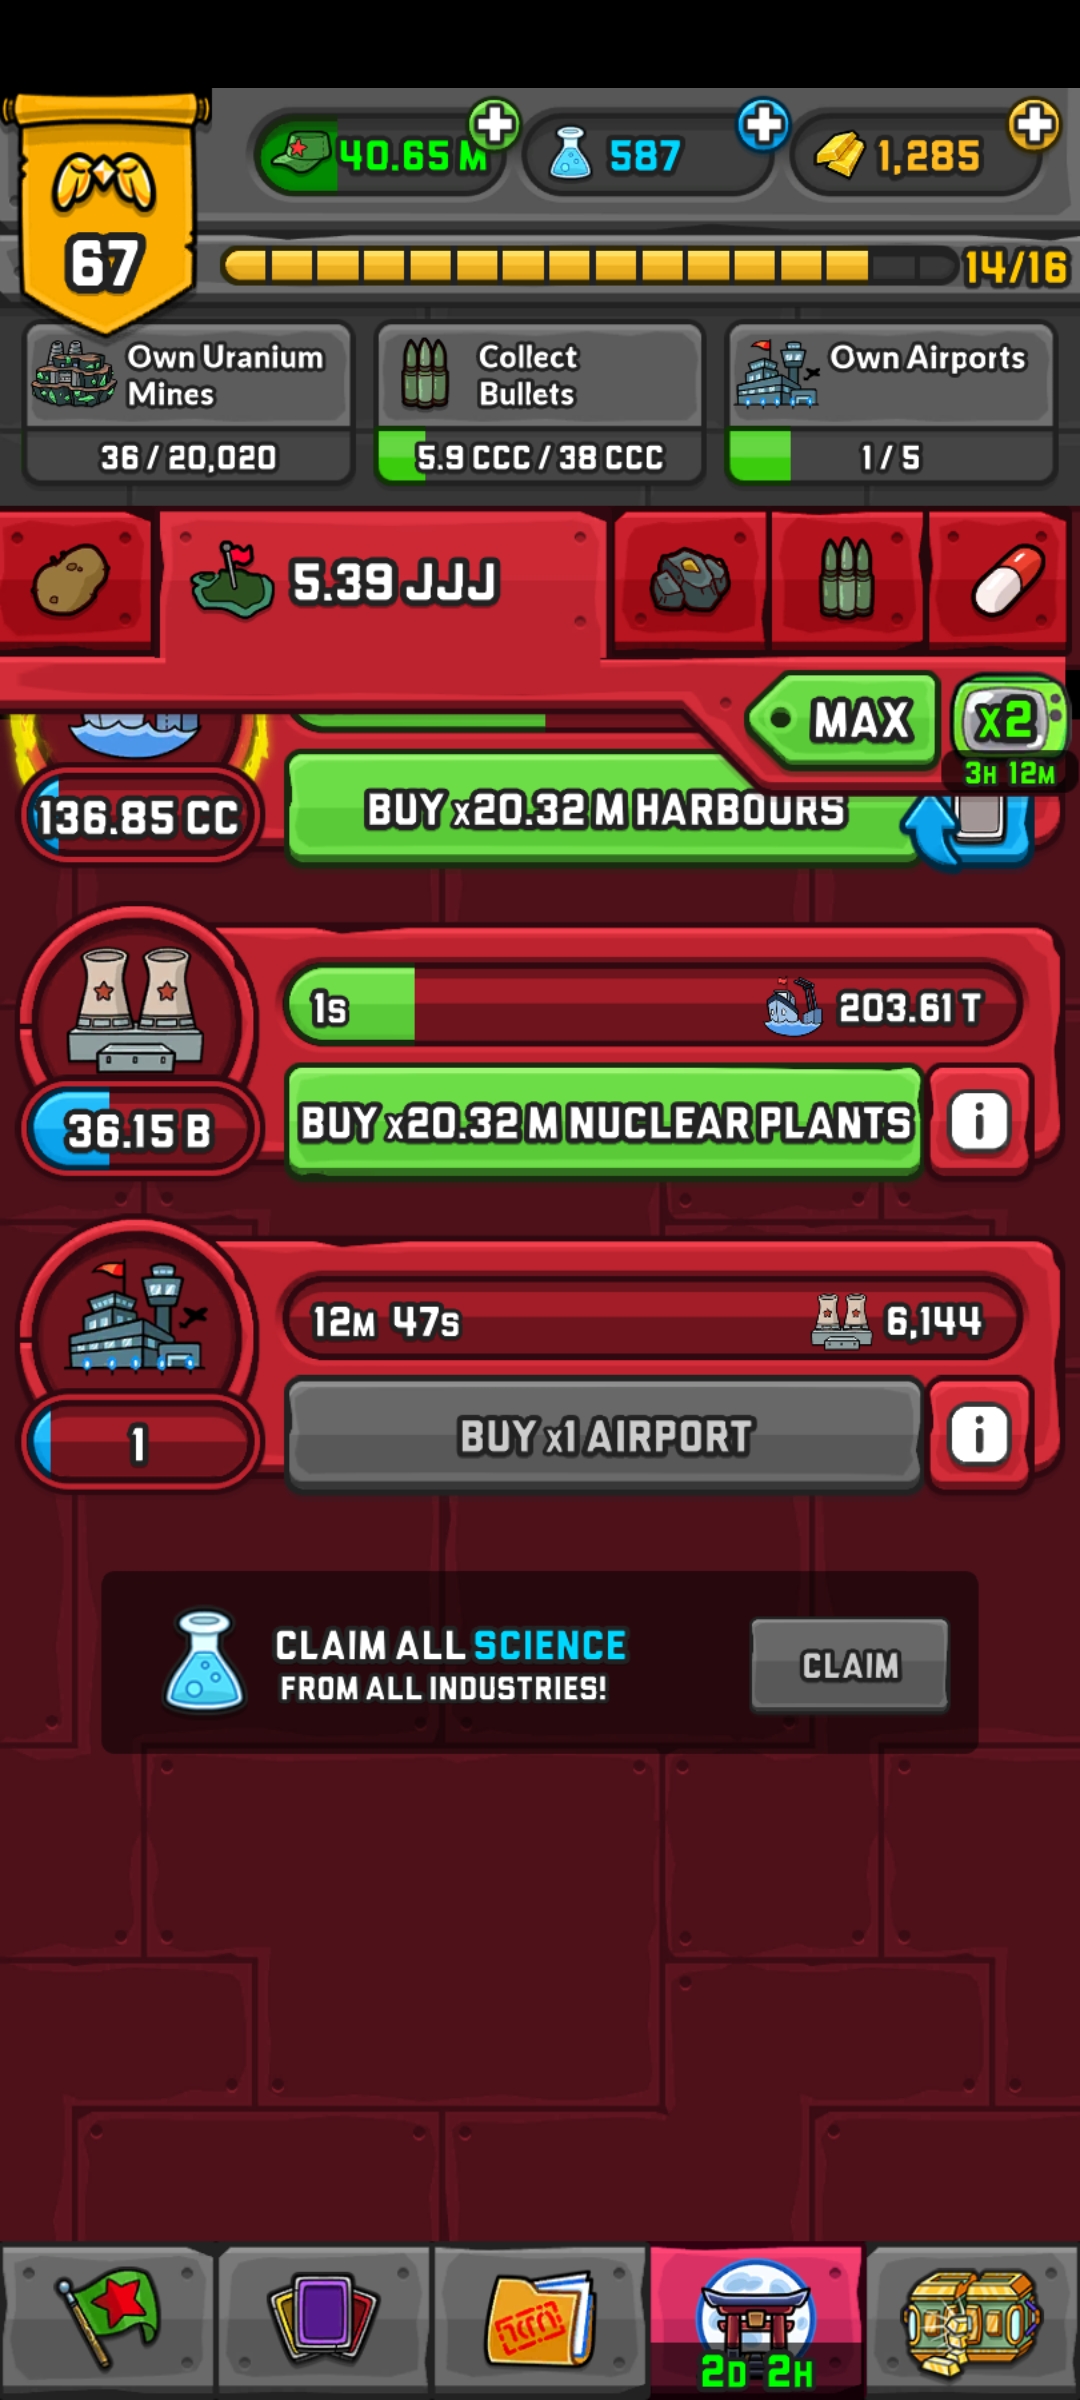 40.65 M
587
1,285
67
14/16
Own Uranium
Mines
36 / 20,020
Collect
Bullets
5.9 CCC / 38 CCC
Own Airports
1 / 5
5.39 JJJ
MAX
x2
3H 12M
136.85 CC
BUY x20.32 M HARBOURS
1S
203.61 T
36.15 B
BUY x20.32 M NUCLEAR PLANTS
i
12M 47S
6,144
1
BUY x1 AIRPORT
i
CLAIM ALL SCIENCE
FROM ALL INDUSTRIES!
CLAIM
2D 2H